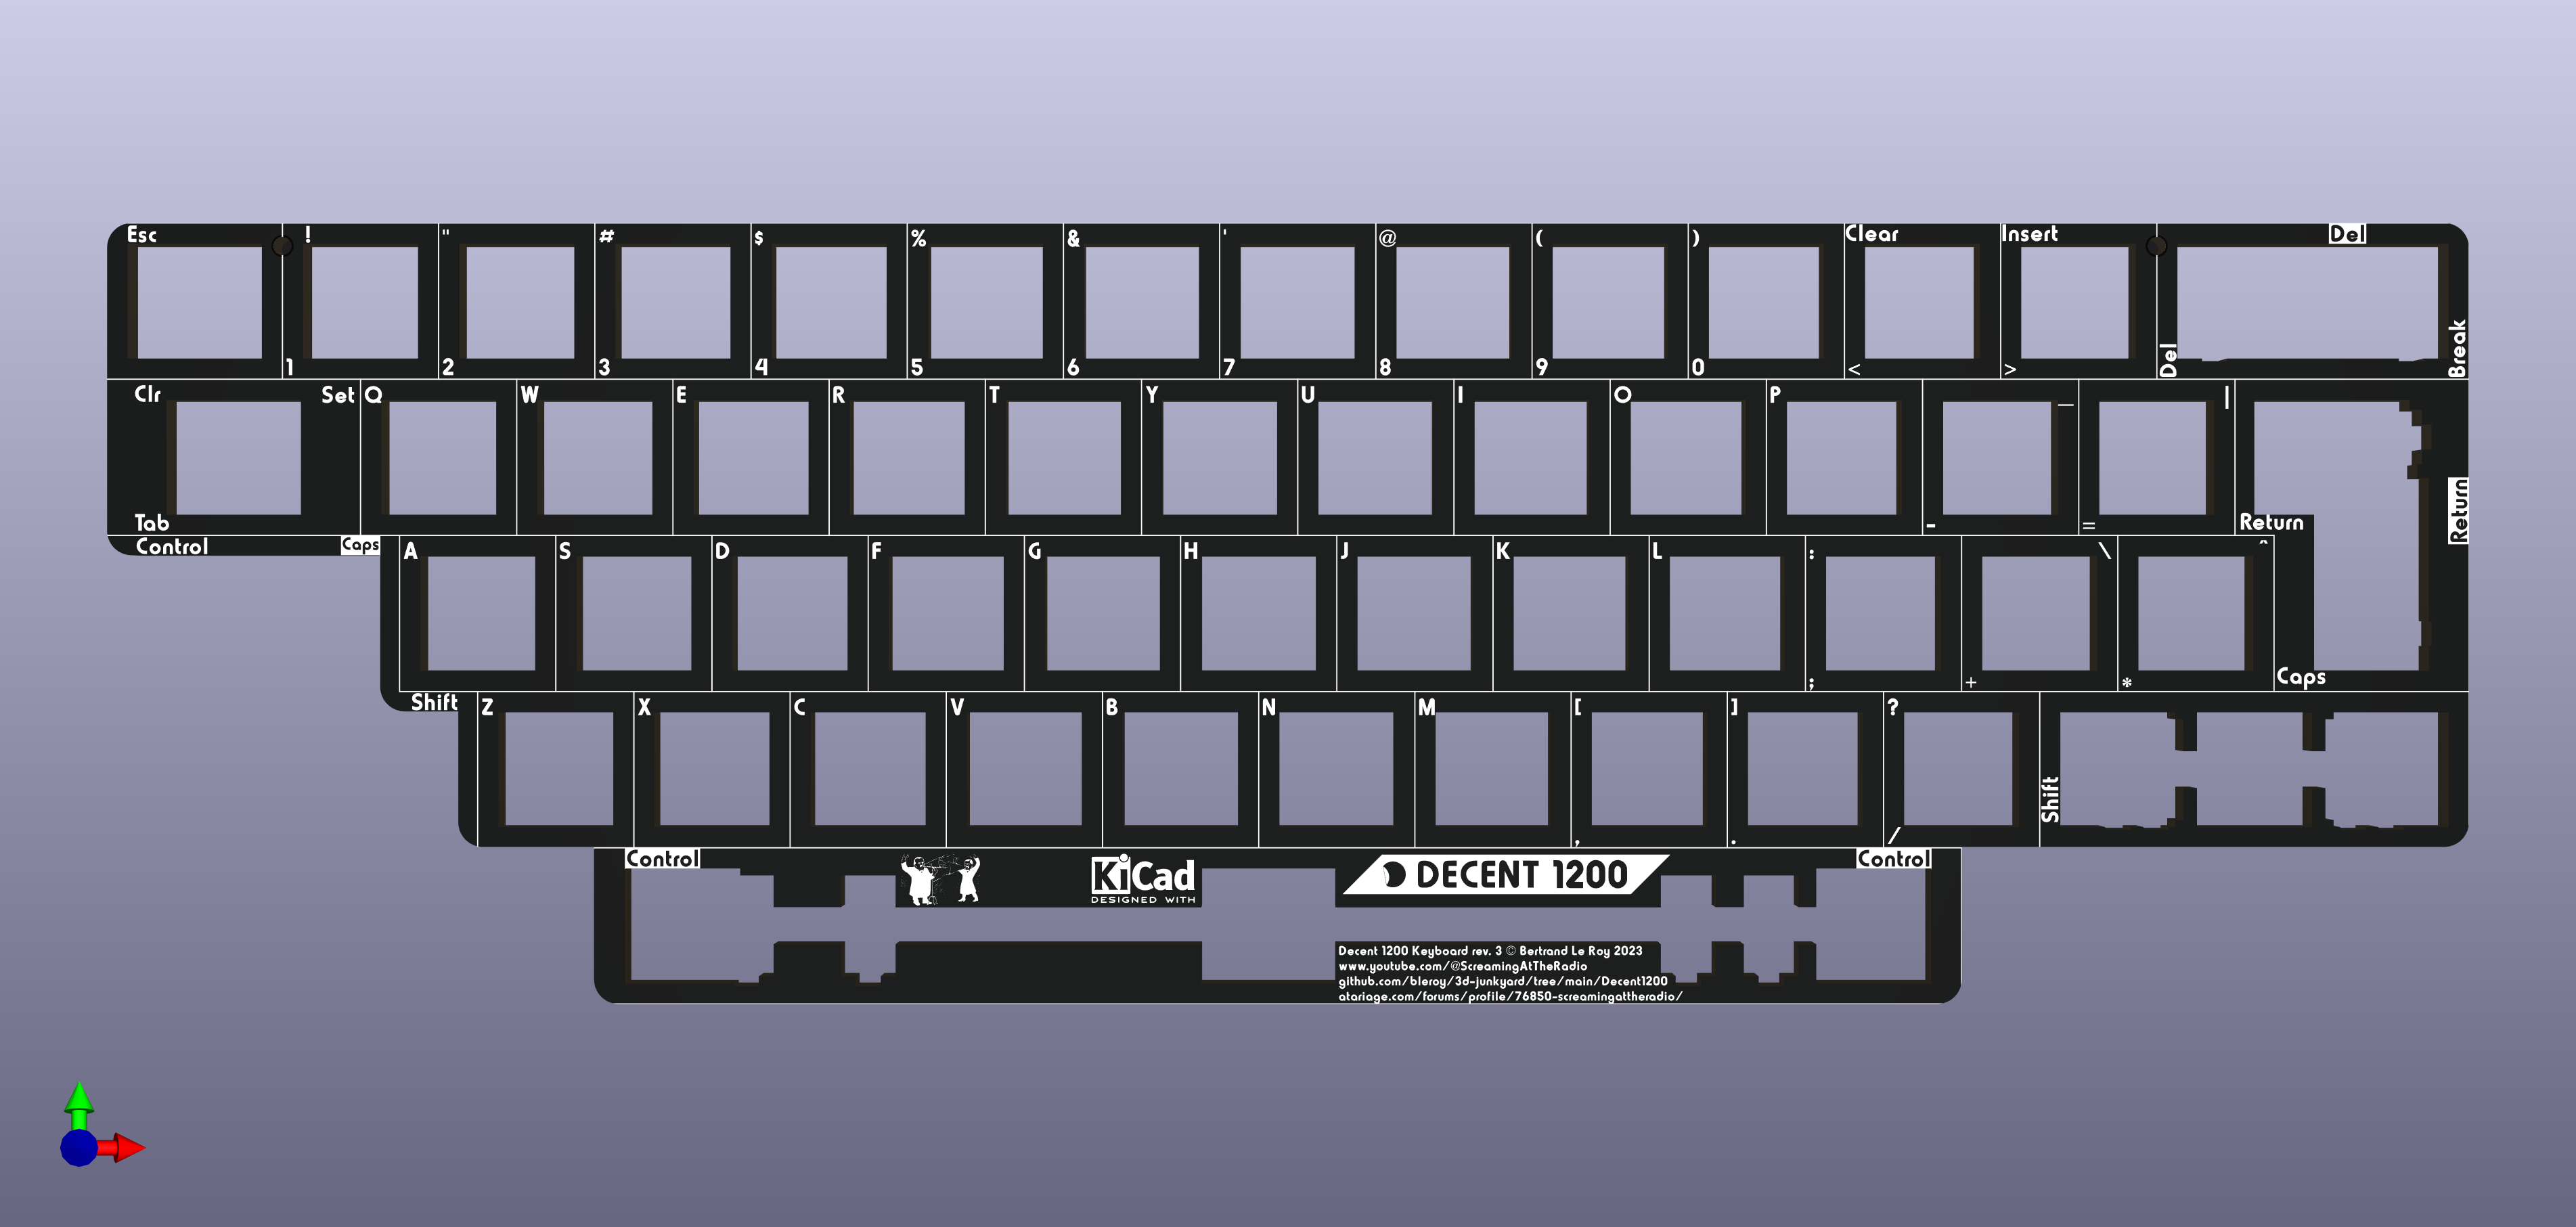 Esc ! " # $ % & ' @ ( ) Clear Insert Del
1 2 3 4 5 6 7 8 9 0 < > Del Break
Clr Set Q W E R T Y U I O P _ |
Tab - = Return Return
Control Caps A S D F G H J K L : \ ^
; + * Caps
Shift Z X C V B N M [ ] ?
, . / Shift
Control KiCad DECENT 1200 Control
DESIGNED WITH
Decent 1200 Keyboard rev. 3 © Bertrand Le Roy 2023
www.youtube.com/@ScreamingAtTheRadio
github.com/bleroy/3d-junkyard/tree/main/Decent1200
atariage.com/forums/profile/76850-screamingattheradio/